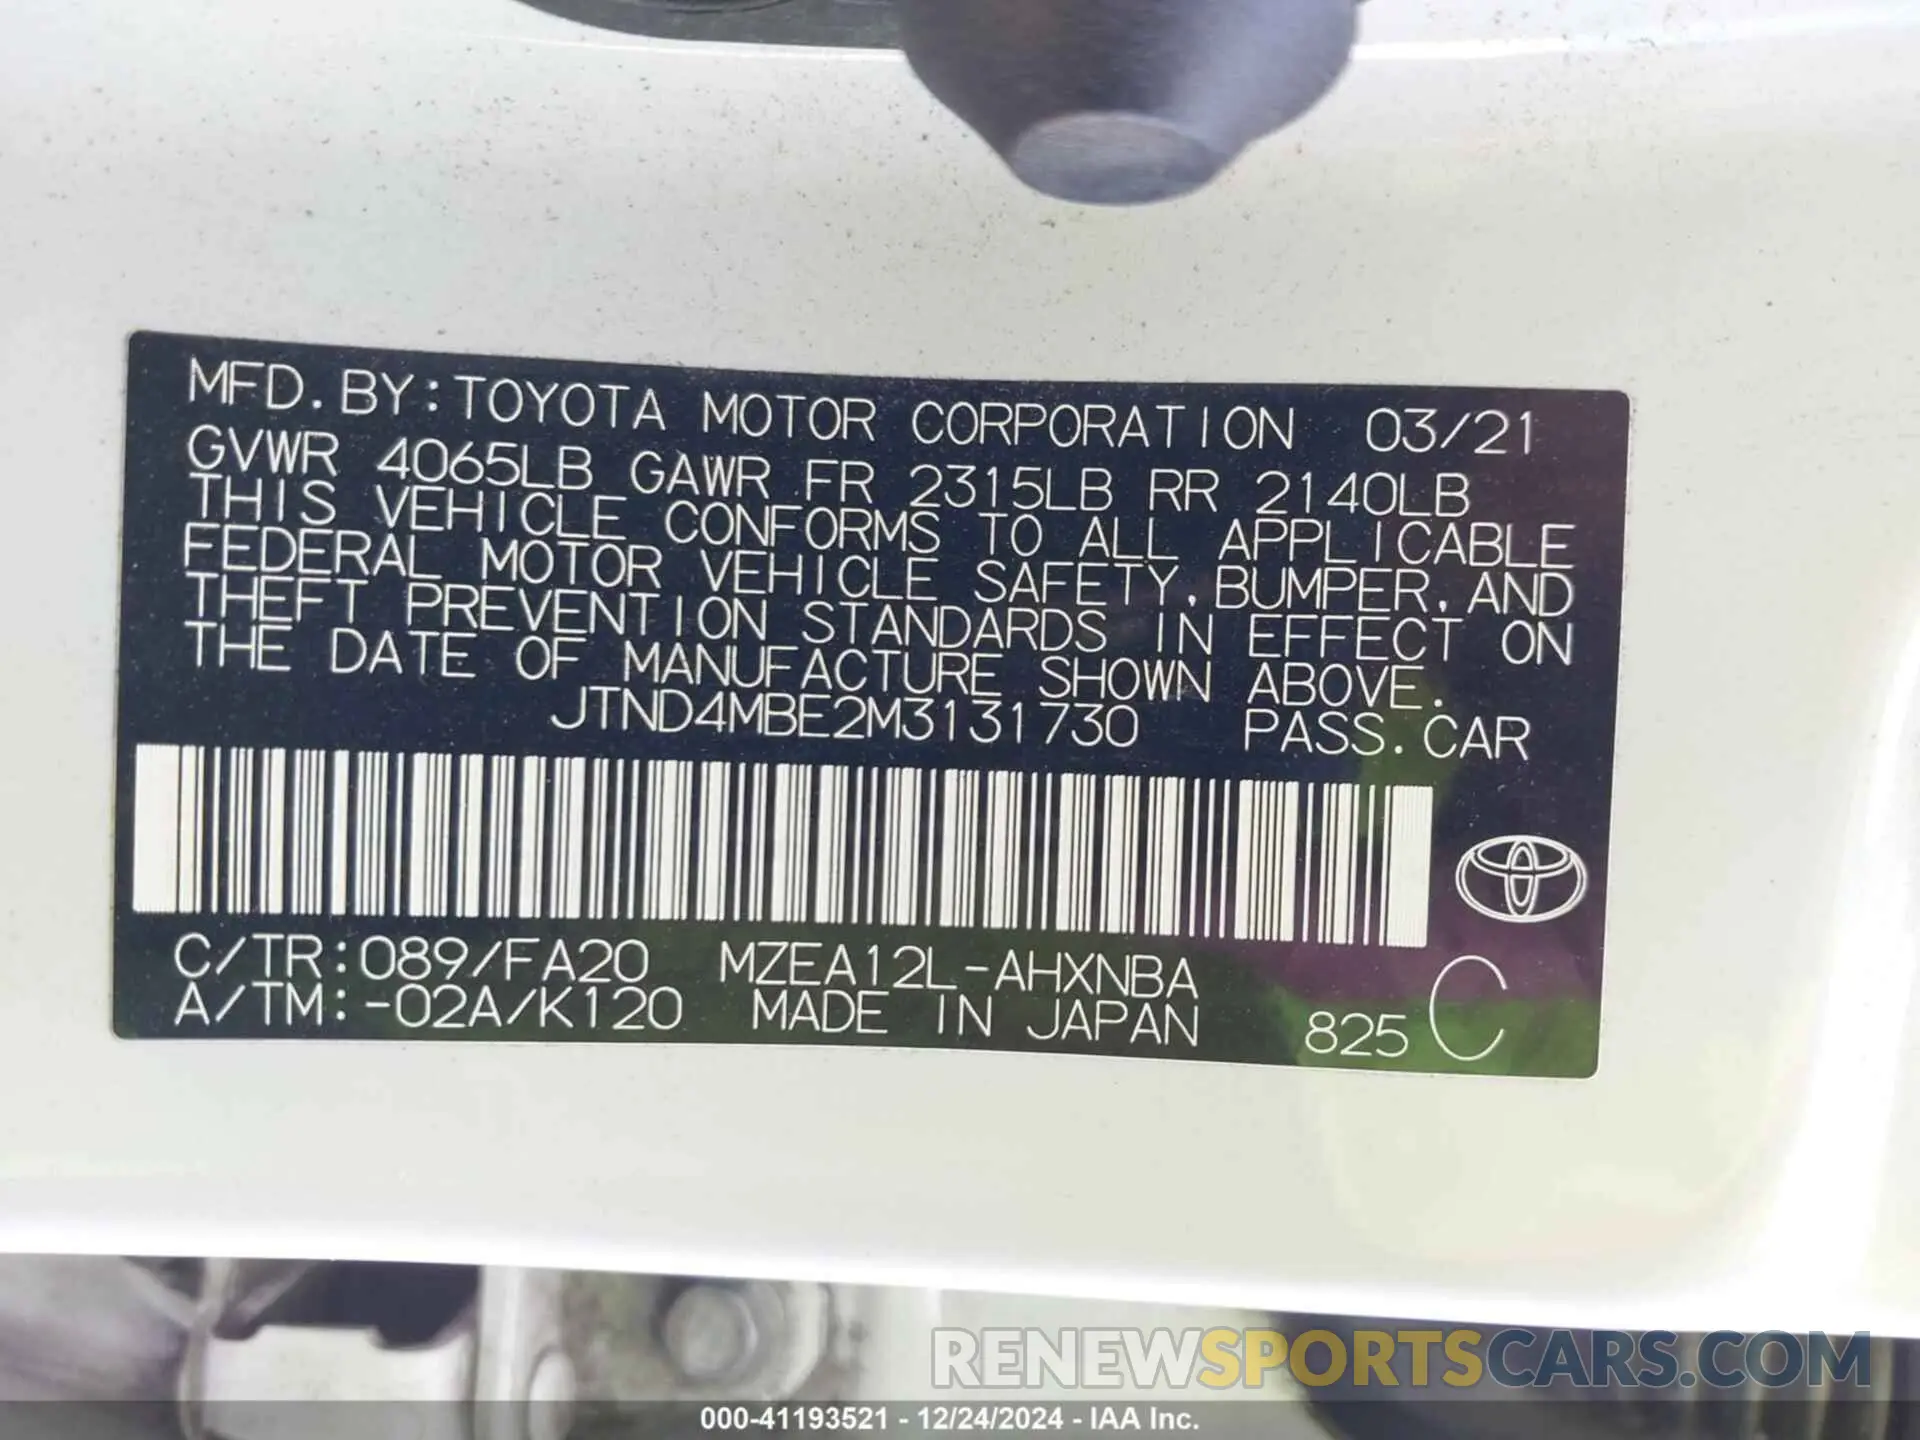 MFD. BY: TOYOTA MOTOR CORPORATION 03/21
GVWR 4065LB GAWR FR 2315LB RR 2140LB
THIS VEHICLE CONFORMS TO ALL APPLICABLE
FEDERAL MOTOR VEHICLE SAFETY, BUMPER, AND
THEFT PREVENTION STANDARDS IN EFFECT ON
THE DATE OF MANUFACTURE SHOWN ABOVE.
JTND4MBE2M3131730 PASS. CAR
C/TR: 089/FA20 MZEA12L-AHXNBA
A/TM: -02A/K120 MADE IN JAPAN 825 C
RENEWSPORTSCARS.COM
000-41193521 - 12/24/2024 - IAA Inc.